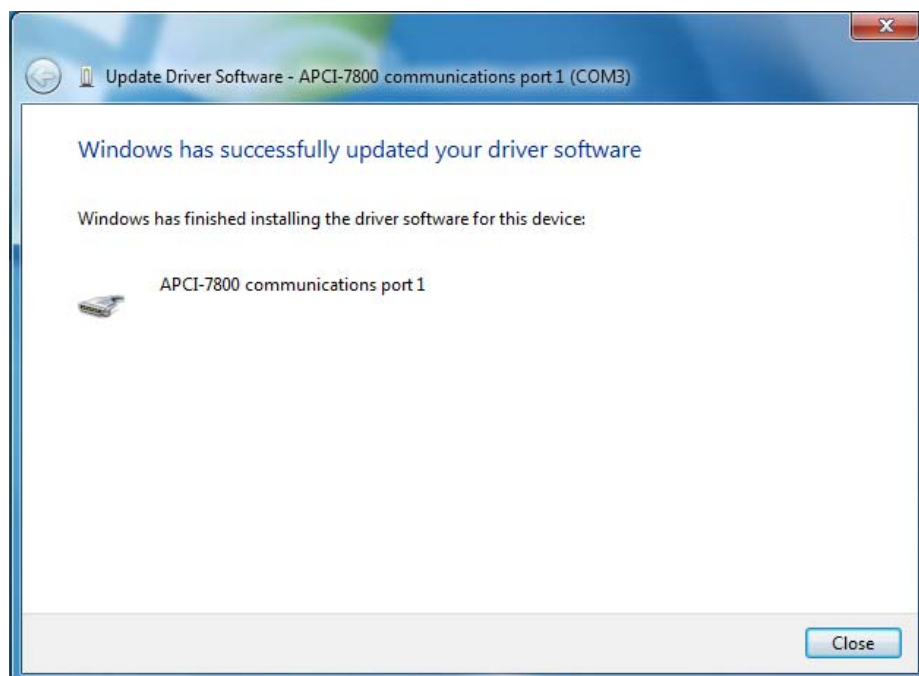 Update Driver Software - APCI-7800 communications port 1 (COM3)
Windows has successfully updated your driver software
Windows has finished installing the driver software for this device:
APCI-7800 communications port 1
Close